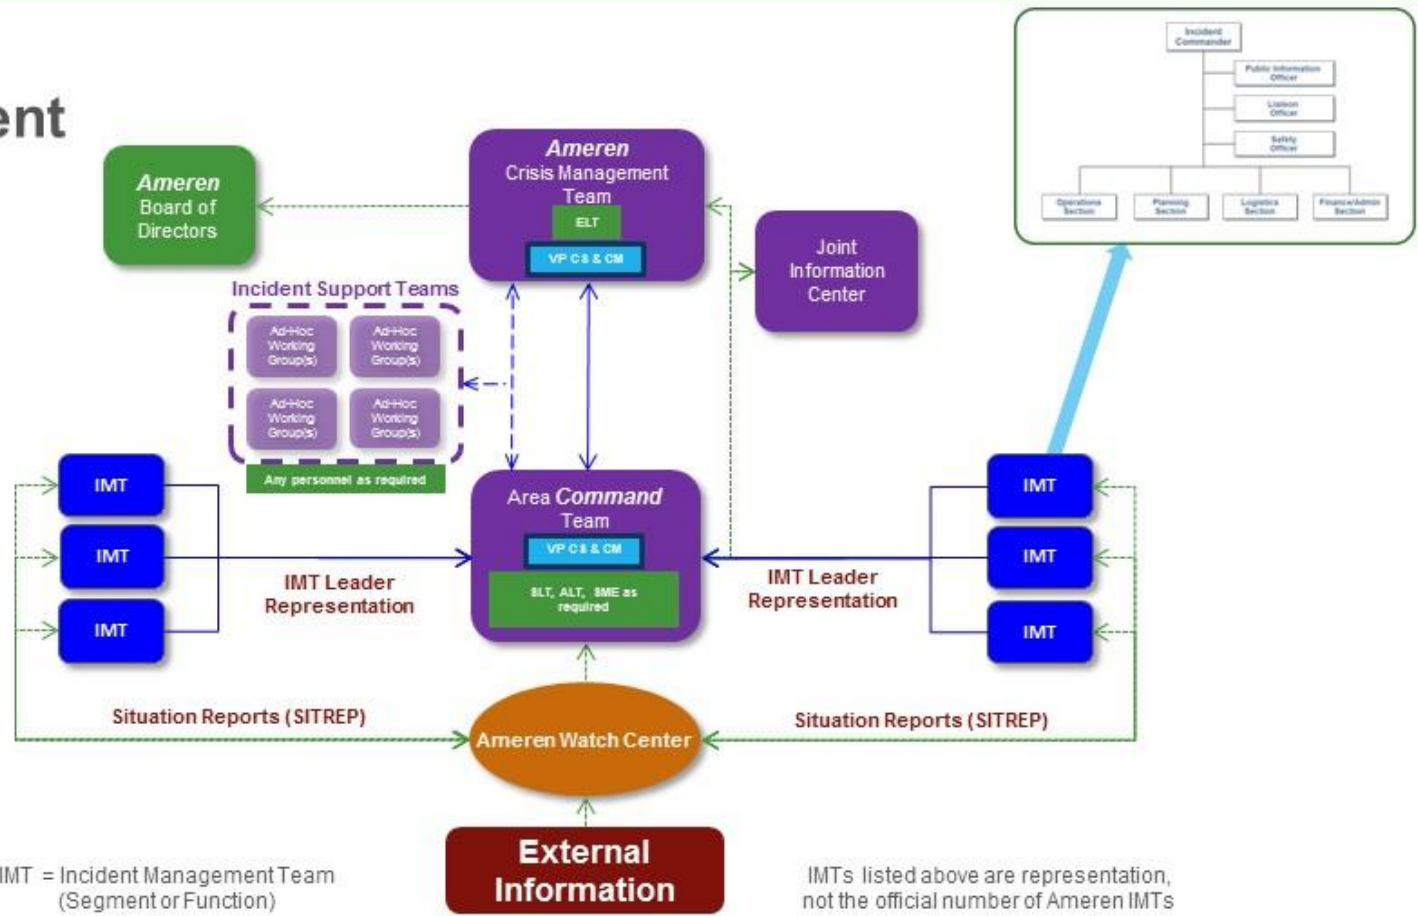 ent
Incident
Commander
Public Information
Officer
Liaison
Officer
Safety
Officer
Operations
Section
Planning
Section
Logistics
Section
Finance/Admin
Section
Ameren
Board of
Directors
Ameren
Crisis Management
Team
ELT
VP CS & CM
Joint
Information
Center
Incident Support Teams
Ad-Hoc
Working
Group(s)
Ad-Hoc
Working
Group(s)
Ad-Hoc
Working
Group(s)
Ad-Hoc
Working
Group(s)
Any personnel as required
IMT
IMT
IMT
IMT Leader
Representation
Area Command
Team
VP CS & CM
SLT, ALT, SME as
required
IMT Leader
Representation
IMT
IMT
IMT
Situation Reports (SITREP)
Ameren Watch Center
Situation Reports (SITREP)
External
Information
IMT = Incident Management Team
(Segment or Function)
IMTs listed above are representation,
not the official number of Ameren IMTs